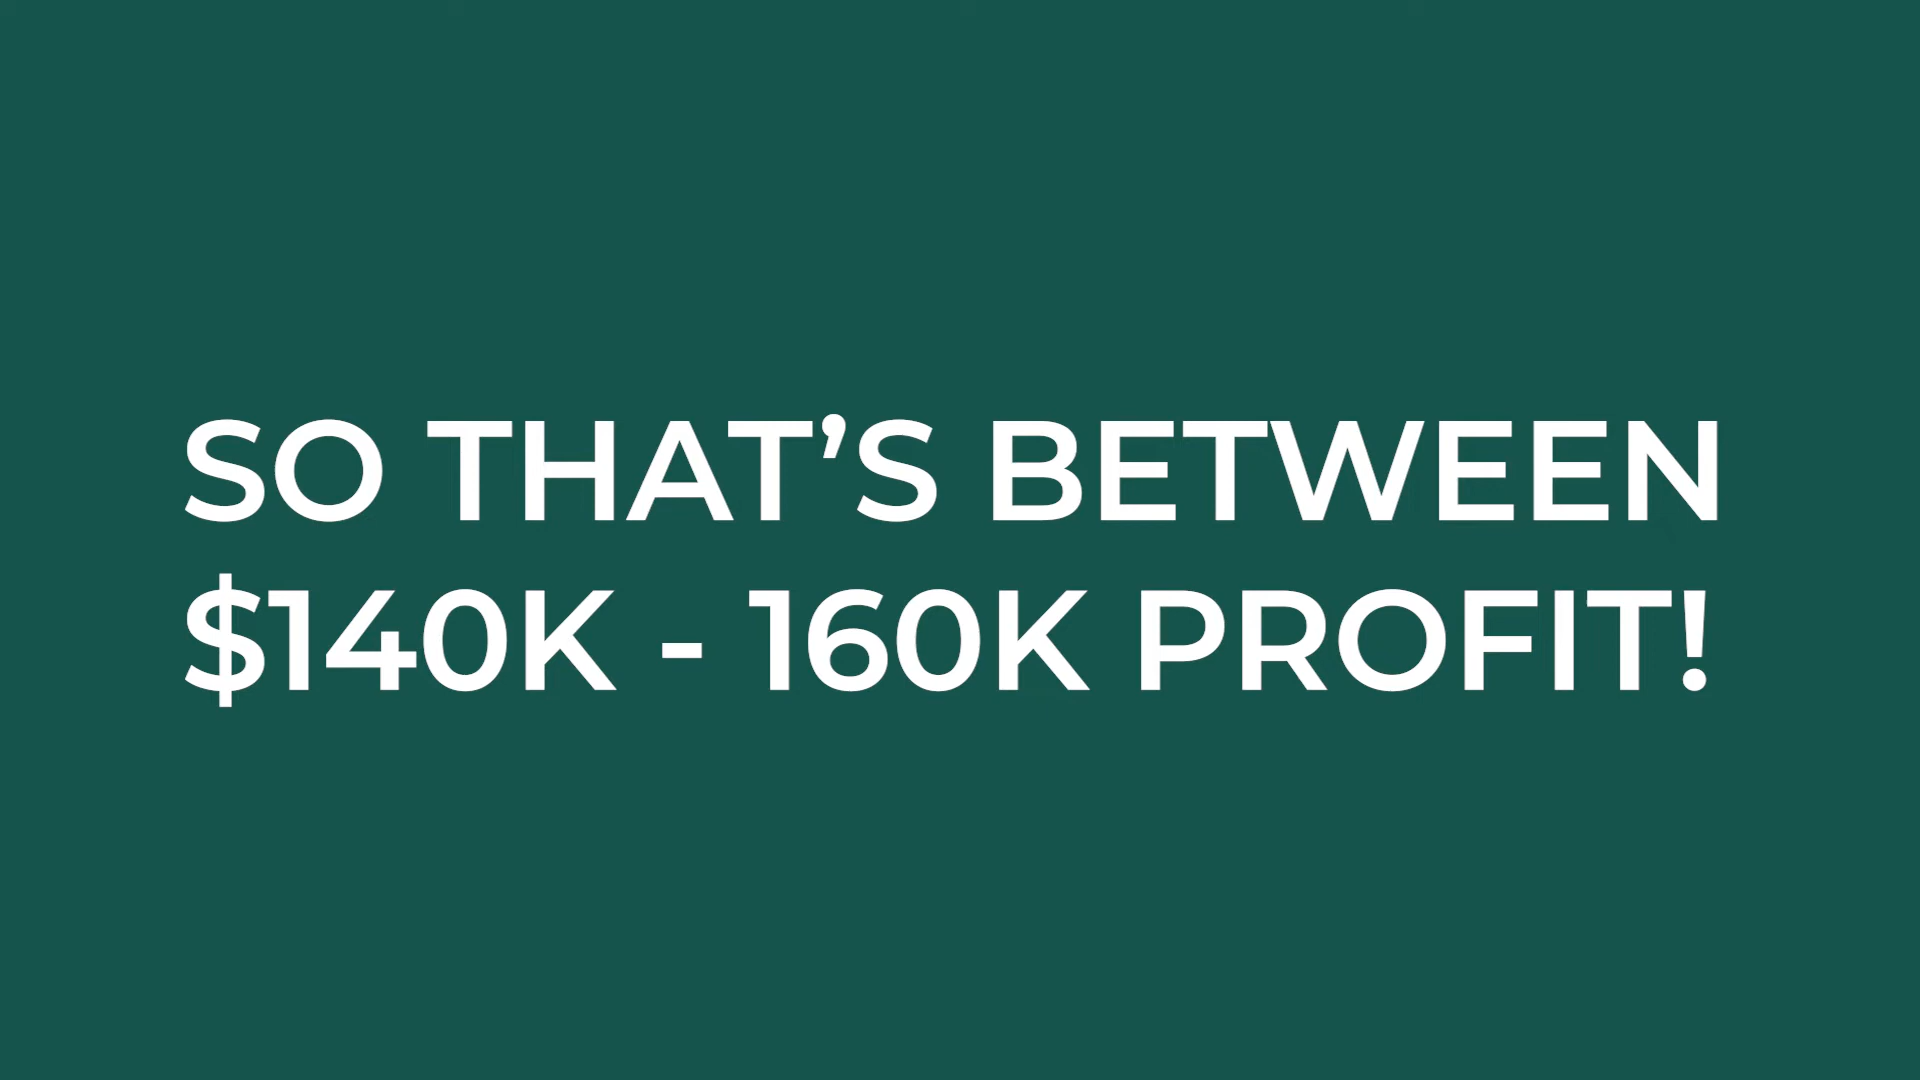 SO THAT’S BETWEEN
$140K - 160K PROFIT!